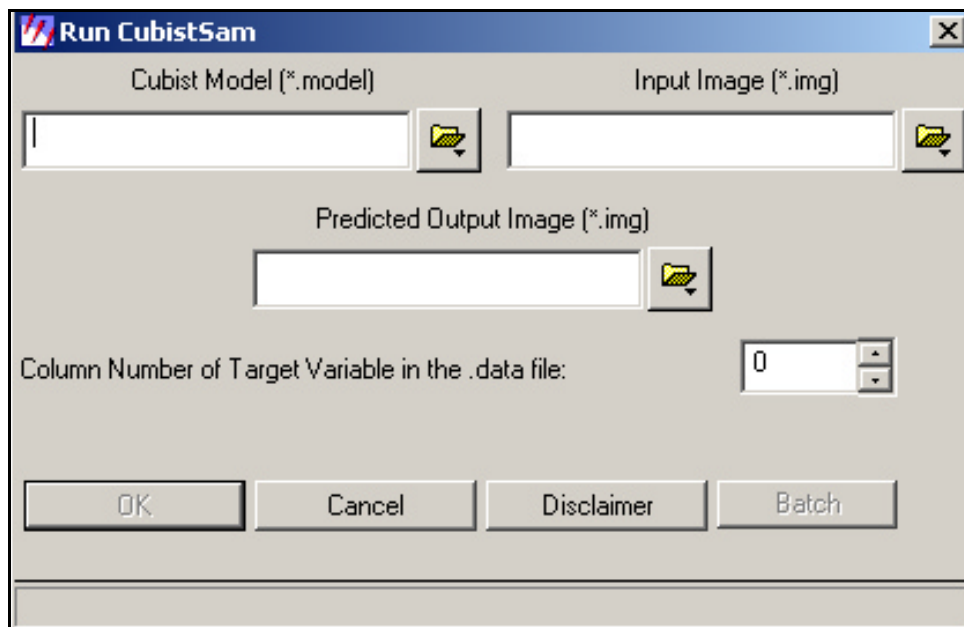 Run CubistSam
Cubist Model (*.model) Input Image (*.img)
Predicted Output Image (*.img)
Column Number of Target Variable in the .data file: 0
OK Cancel Disclaimer Batch